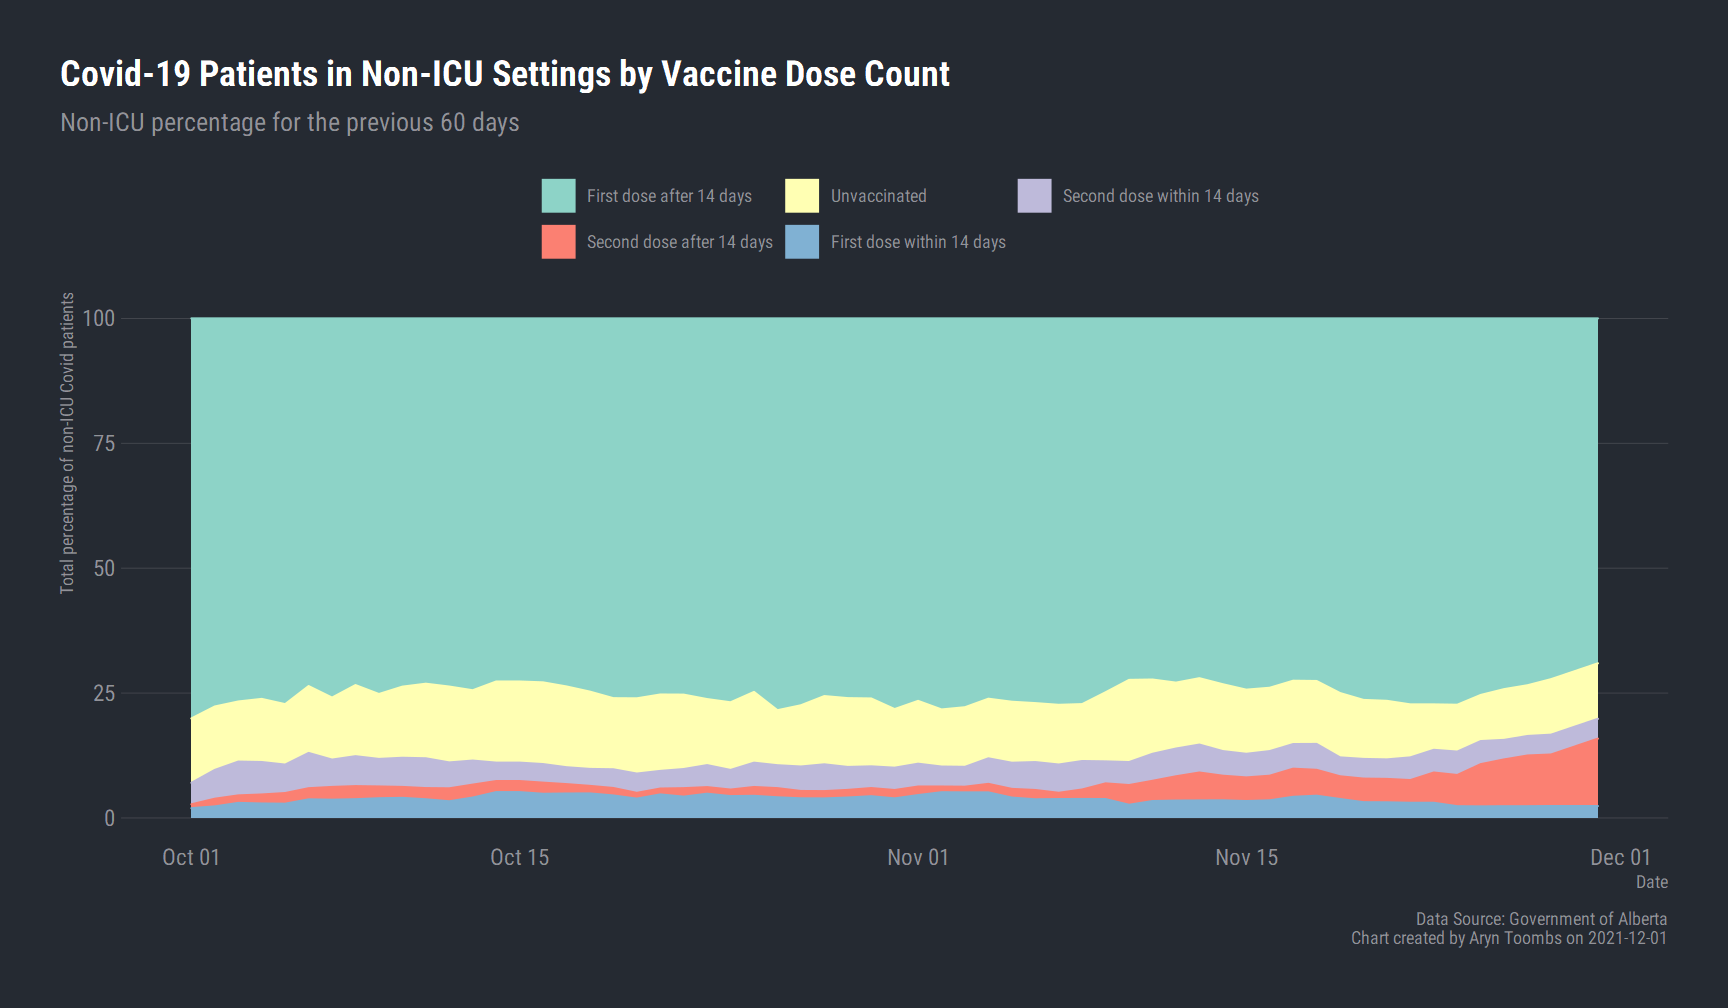 Covid-19 Patients in Non-ICU Settings by Vaccine Dose Count
Non-ICU percentage for the previous 60 days
First dose after 14 days
Unvaccinated
Second dose within 14 days
Second dose after 14 days
First dose within 14 days
Total percentage of non-ICU Covid patients
100
75
50
25
0
Oct 01
Oct 15
Nov 01
Nov 15
Dec 01
Date
Data Source: Government of Alberta
Chart created by Aryn Toombs on 2021-12-01